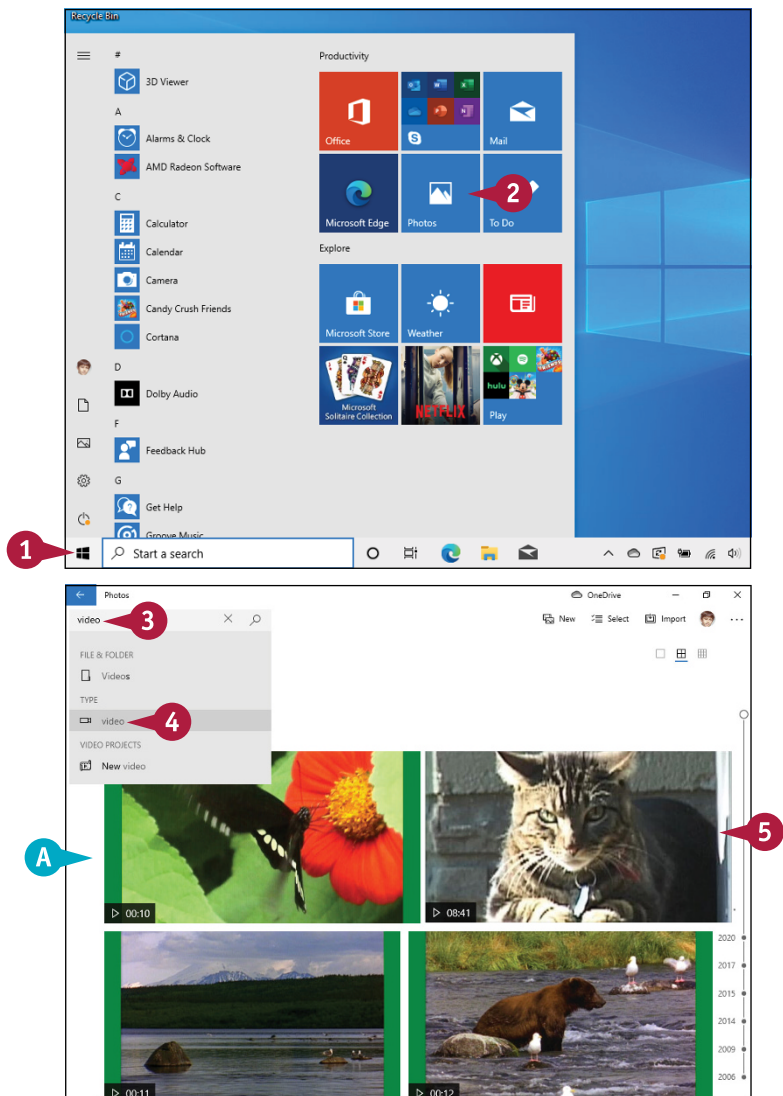 Recycle Bin
#
Productivity
3D Viewer
A
Alarms & Clock
Office
S
Mail
AMD Radeon Software
C
2
Calculator
Microsoft Edge
Photos
To Do
Calendar
Explore
Camera
Candy Crush Friends
Cortana
Microsoft Store
Weather
D
Dolby Audio
hulu
Microsoft
Solitaire Collection
NETFLIX
Play
F
Feedback Hub
G
Get Help
Groove Music
1
Start a search
Photos
OneDrive
video
3
New
Select
Import
FILE & FOLDER
Videos
TYPE
video
4
VIDEO PROJECTS
New video
A
5
00:10
08:41
2020
2017
2015
2014
2009
2006
00:11
00:12